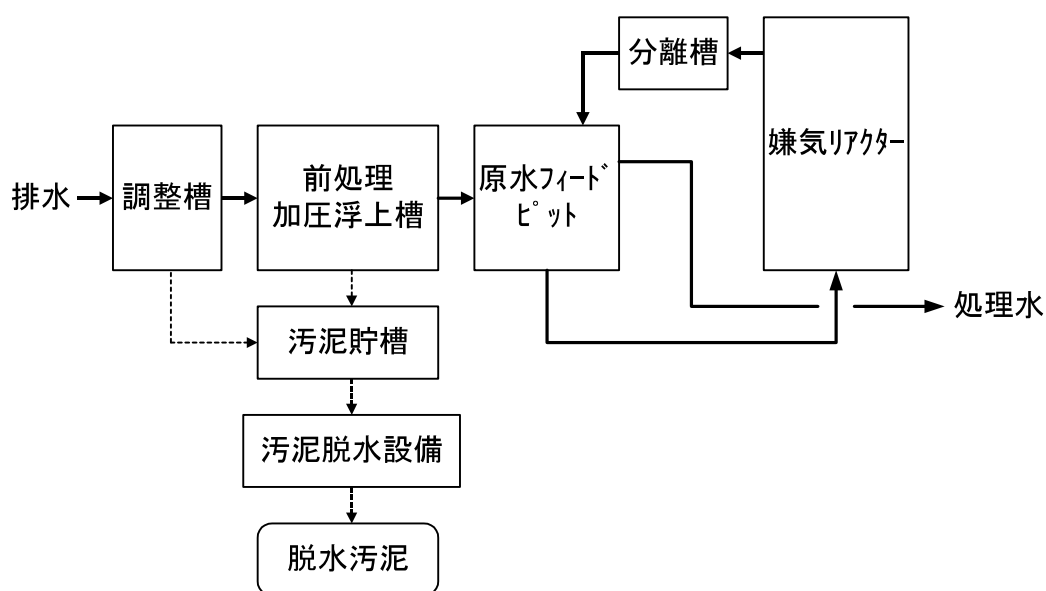 分離槽
嫌気ﾘｱｸﾀｰ
排水
調整槽
前処理
加圧浮上槽
原水ﾌｨｰﾄﾞ
ﾋﾟｯﾄ
処理水
汚泥貯槽
汚泥脱水設備
脱水汚泥